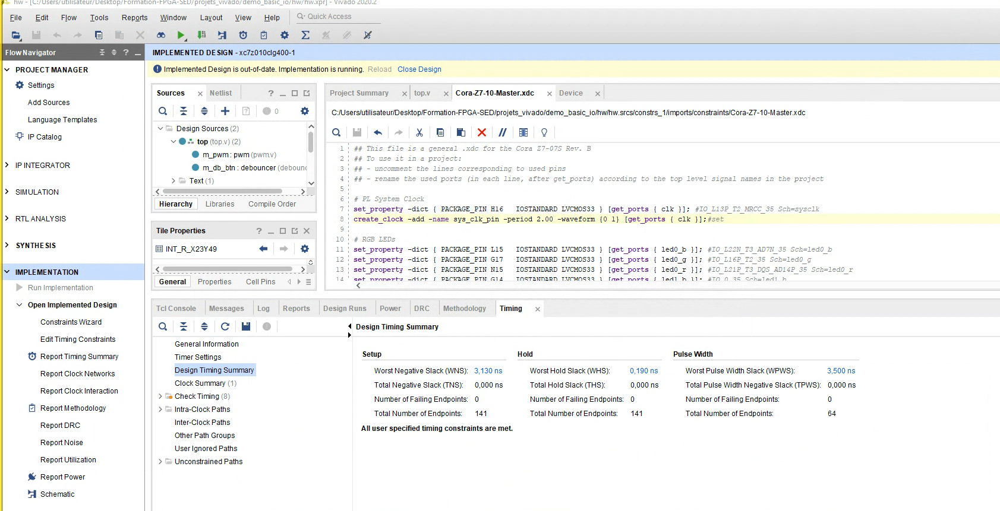 hw - [C:/Users/utilisateur/Desktop/Formation-FPGA-SED/projets_vivado/demo_basic_io/hw/hw.xpr] - Vivado 2020.2
File Edit Flow Tools Reports Window Layout View Help Quick Access
Flow Navigator
PROJECT MANAGER
Settings
Add Sources
Language Templates
IP Catalog
IP INTEGRATOR
SIMULATION
RTL ANALYSIS
SYNTHESIS
IMPLEMENTATION
Run Implementation
Open Implemented Design
Constraints Wizard
Edit Timing Constraints
Report Timing Summary
Report Clock Networks
Report Clock Interaction
Report Methodology
Report DRC
Report Noise
Report Utilization
Report Power
Schematic
IMPLEMENTED DESIGN - xc7z010clg400-1
Implemented Design is out-of-date. Implementation is running. Reload Close Design
Sources Netlist
0
Design Sources (2)
top (top.v) (2)
m_pwm : pwm (pwm.v)
m_db_btn : debouncer (debounc
Text (1)
Hierarchy Libraries Compile Order
Tile Properties
INT_R_X23Y49
General Properties Cell Pins
Project Summary top.v Cora-Z7-10-Master.xdc Device
C:/Users/utilisateur/Desktop/Formation-FPGA-SED/projets_vivado/demo_basic_io/hw/hw.srcs/constrs_1/imports/constraints/Cora-Z7-10-Master.xdc
1 ## This file is a general .xdc for the Cora Z7-07S Rev. B
2 ## To use it in a project:
3 ## - uncomment the lines corresponding to used pins
4 ## - rename the used ports (in each line, after get_ports) according to the top level signal names in the project
5
6 # PL System Clock
7 set_property -dict { PACKAGE_PIN H16 IOSTANDARD LVCMOS33 } [get_ports { clk }]; #IO_L13P_T2_MRCC_35 Sch=sysclk
8 create_clock -add -name sys_clk_pin -period 2.00 -waveform {0 1} [get_ports { clk }];#set
9
10 # RGB LEDs
11 set_property -dict { PACKAGE_PIN L15 IOSTANDARD LVCMOS33 } [get_ports { led0_b }]; #IO_L22N_T3_AD7N_35 Sch=led0_b
12 set_property -dict { PACKAGE_PIN G17 IOSTANDARD LVCMOS33 } [get_ports { led0_g }]; #IO_L16P_T2_35 Sch=led0_g
13 set_property -dict { PACKAGE_PIN N15 IOSTANDARD LVCMOS33 } [get_ports { led0_r }]; #IO_L21P_T3_DQS_AD14P_35 Sch=led0_r
14 set_property -dict { PACKAGE_PIN G14 IOSTANDARD LVCMOS33 } [get_ports { led1_b }]; #IO_0_35 Sch=led1_b
Tcl Console Messages Log Reports Design Runs Power DRC Methodology Timing
General Information
Timer Settings
Design Timing Summary
Clock Summary (1)
Check Timing (8)
Intra-Clock Paths
Inter-Clock Paths
Other Path Groups
User Ignored Paths
Unconstrained Paths
Design Timing Summary
Setup Hold Pulse Width
Worst Negative Slack (WNS): 3,130 ns Worst Hold Slack (WHS): 0,190 ns Worst Pulse Width Slack (WPWS): 3,500 ns
Total Negative Slack (TNS): 0,000 ns Total Hold Slack (THS): 0,000 ns Total Pulse Width Negative Slack (TPWS): 0,000 ns
Number of Failing Endpoints: 0 Number of Failing Endpoints: 0 Number of Failing Endpoints: 0
Total Number of Endpoints: 141 Total Number of Endpoints: 141 Total Number of Endpoints: 64
All user specified timing constraints are met.